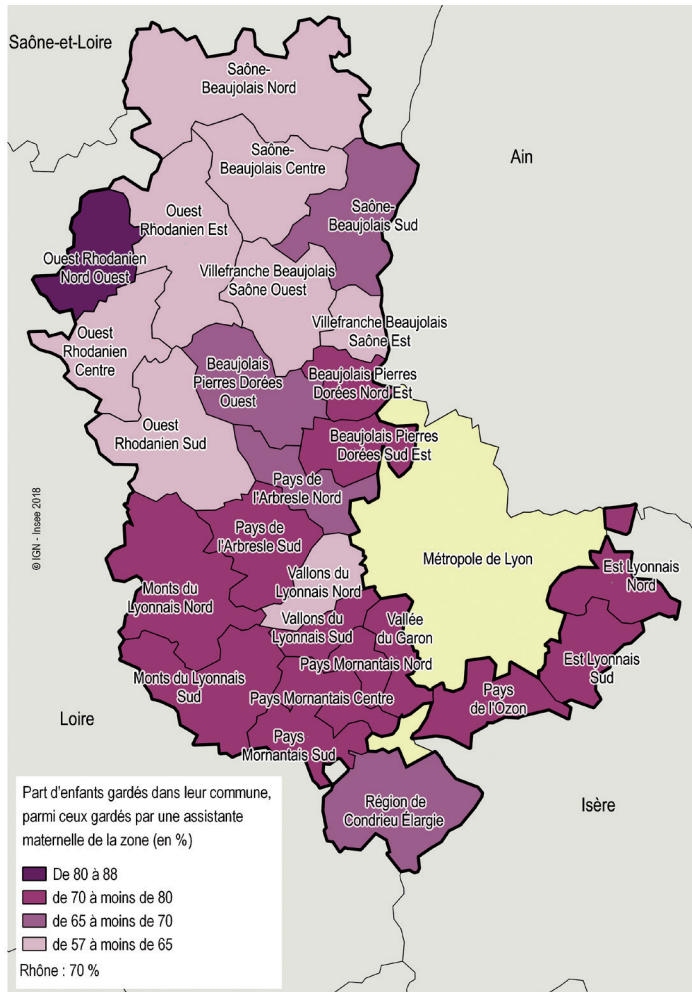 Saône-et-Loire
Saône-
Beaujolais Nord
Ain
Saône-
Beaujolais Centre
Saône-
Beaujolais Sud
Ouest
Rhodanien Est
Ouest Rhodanien
Nord Ouest
Villefranche Beaujolais
Saône Ouest
Villefranche Beaujolais
Saône Est
Ouest
Rhodanien
Centre
Beaujolais
Pierres Dorées
Ouest
Beaujolais Pierres
Dorées Nord Est
Ouest
Rhodanien Sud
Beaujolais Pierres
Dorées Sud Est
Pays de
l'Arbresle Nord
© IGN - Insee 2018
Pays de
l'Arbresle Sud
Métropole de Lyon
Est Lyonnais
Nord
Vallons du
Lyonnais Nord
Monts du
Lyonnais Nord
Vallons du
Lyonnais Sud
Vallée
du Garon
Est Lyonnais
Sud
Pays Mornantais Nord
Monts du Lyonnais
Sud
Pays Mornantais Centre
Pays
de l'Ozon
Loire
Pays
Mornantais Sud
Isère
Région de
Condrieu Élargie
Part d'enfants gardés dans leur commune,
parmi ceux gardés par une assistante
maternelle de la zone (en %)
De 80 à 88
de 70 à moins de 80
de 65 à moins de 70
de 57 à moins de 65
Rhône : 70 %